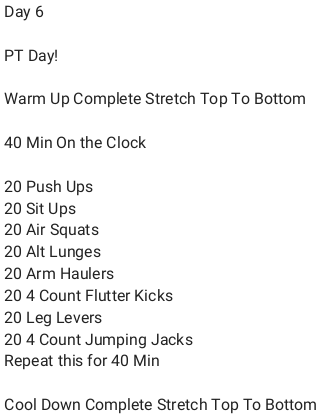 Day 6
PT Day!
Warm Up Complete Stretch Top To Bottom
40 Min On the Clock
20 Push Ups
20 Sit Ups
20 Air Squats
20 Alt Lunges
20 Arm Haulers
20 4 Count Flutter Kicks
20 Leg Levers
20 4 Count Jumping Jacks
Repeat this for 40 Min
Cool Down Complete Stretch Top To Bottom